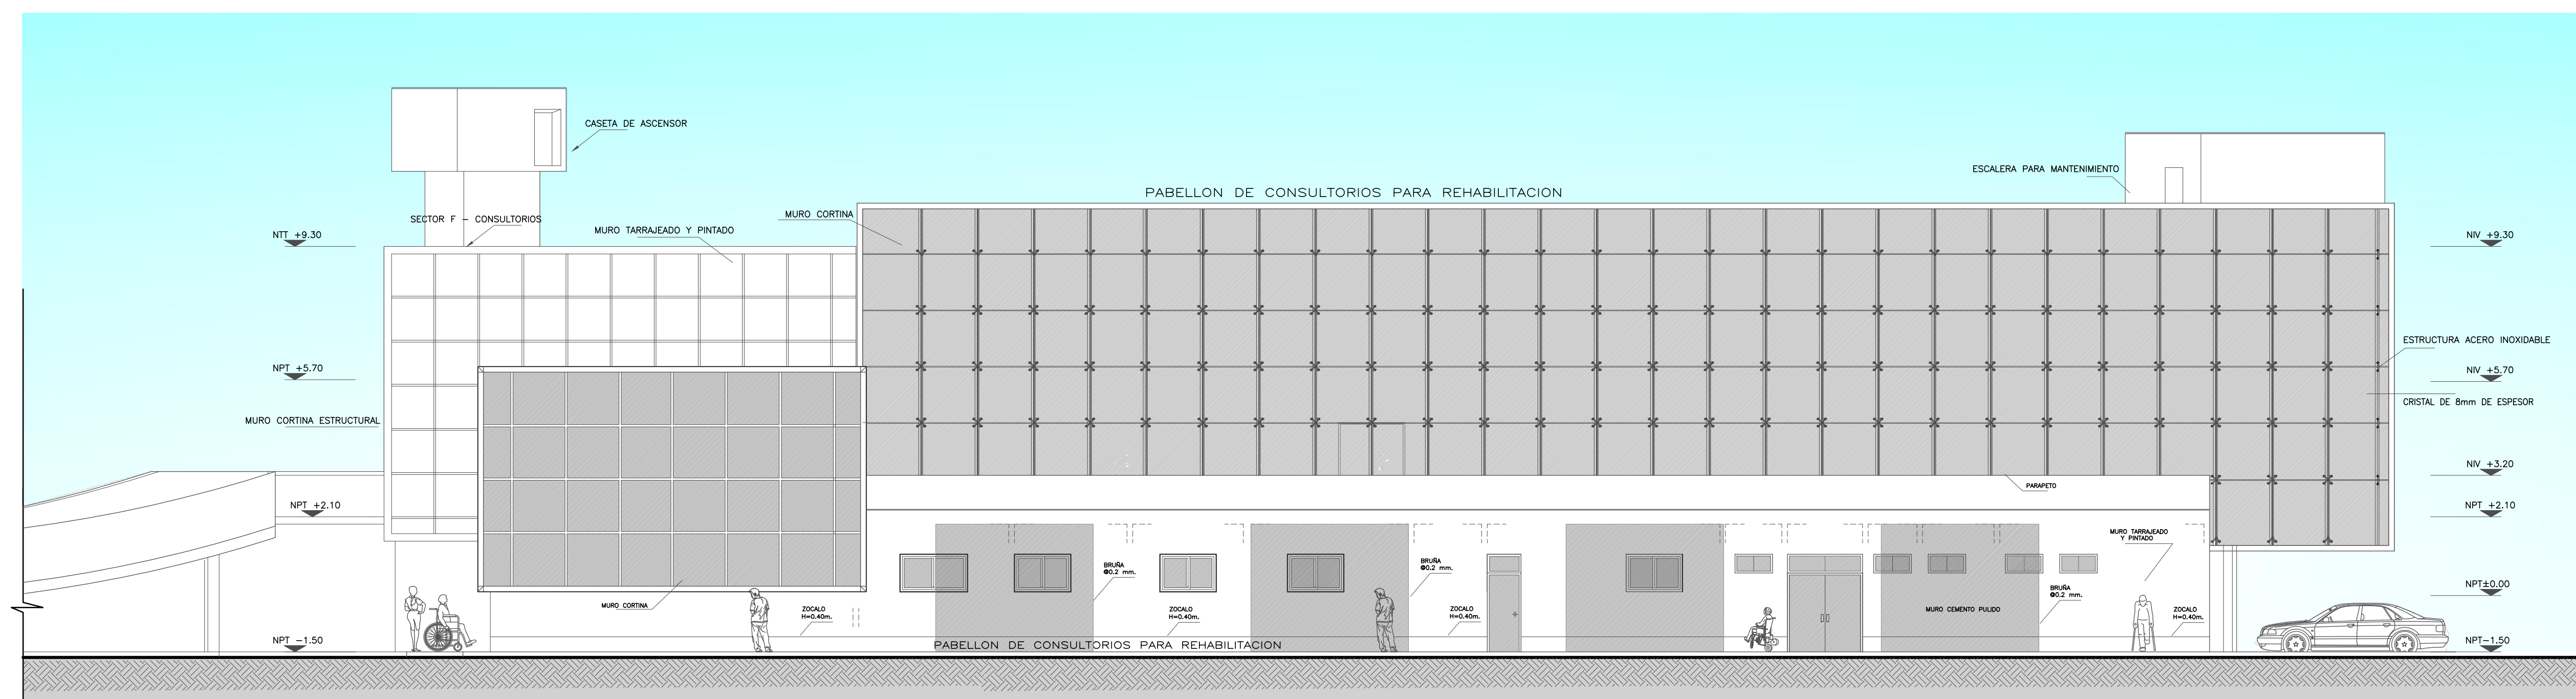 CASETA DE ASCENSOR
ESCALERA PARA MANTENIMIENTO
PABELLON DE CONSULTORIOS PARA REHABILITACION
SECTOR F - CONSULTORIOS
MURO CORTINA
MURO TARRAJEADO Y PINTADO
NTT +9.30
NIV +9.30
ESTRUCTURA ACERO INOXIDABLE
NPT +5.70
NIV +5.70
CRISTAL DE 8mm DE ESPESOR
MURO CORTINA ESTRUCTURAL
NIV +3.20
PARAPETO
NPT +2.10
NPT +2.10
MURO TARRAJEADO
Y PINTADO
BRUÑA
@0.2 mm.
BRUÑA
@0.2 mm.
BRUÑA
@0.2 mm.
NPT±0.00
MURO CORTINA
ZOCALO
H=0.40m.
ZOCALO
H=0.40m.
ZOCALO
H=0.40m.
MURO CEMENTO PULIDO
ZOCALO
H=0.40m.
NPT -1.50
PABELLON DE CONSULTORIOS PARA REHABILITACION
NPT-1.50